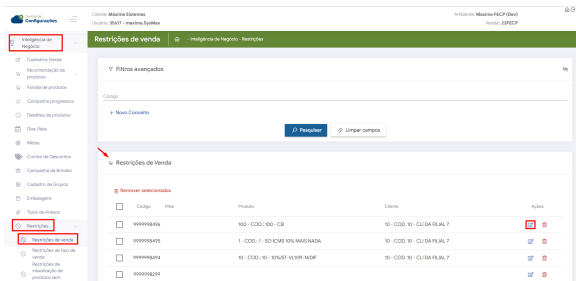 Central de
Configurações
Cliente: Máxima Sistemas
Usuário: 35617 - maxima.SysMax
Ambiente: Maxima FECP (Dev)
Versão: 23FECP
Inteligência de
Negócio
Cadastros Gerais
Recomendação de
produtos
Família de produtos
Campanha progressiva
Detalhes de produtos
Dias Úteis
Metas
Combo de Descontos
Campanha de Brindes
Cadastro de Grupos
Embalagens
Tipos de Anexos
Restrições
Restrições de venda
Restrições de tipo de
venda
Restrições de
visualização de
produtos sem
Restrições de venda
- Inteligência de Negócio - Restrições
Filtros avançados
Código
+ Nova Consulta
Pesquisar
Limpar campos
Restrições de Venda
Remover selecionados
Código Filial Produto Cliente Ações
9999998496 100 - COD.: 100 - CB 10 - COD. 10 - CLI DA FILIAL 7
9999998495 1 - COD.: 1 - SO ICMS 10% MAIS NADA 10 - COD. 10 - CLI DA FILIAL 7
9999998494 10 - COD.: 10 - 10%/ST-VL1/IPI-N/DIF 10 - COD. 10 - CLI DA FILIAL 7
9999998299